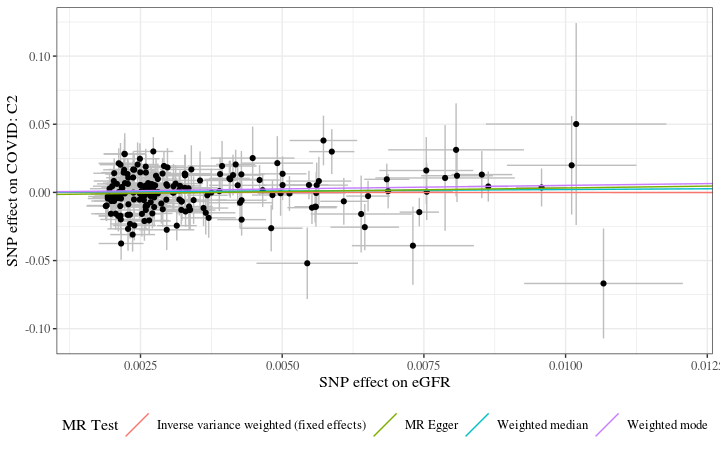 SNP effect on COVID: C2
0.10
0.05
0.00
-0.05
-0.10
0.0025 0.0050 0.0075 0.0100 0.012
SNP effect on eGFR
MR Test Inverse variance weighted (fixed effects) MR Egger Weighted median Weighted mode